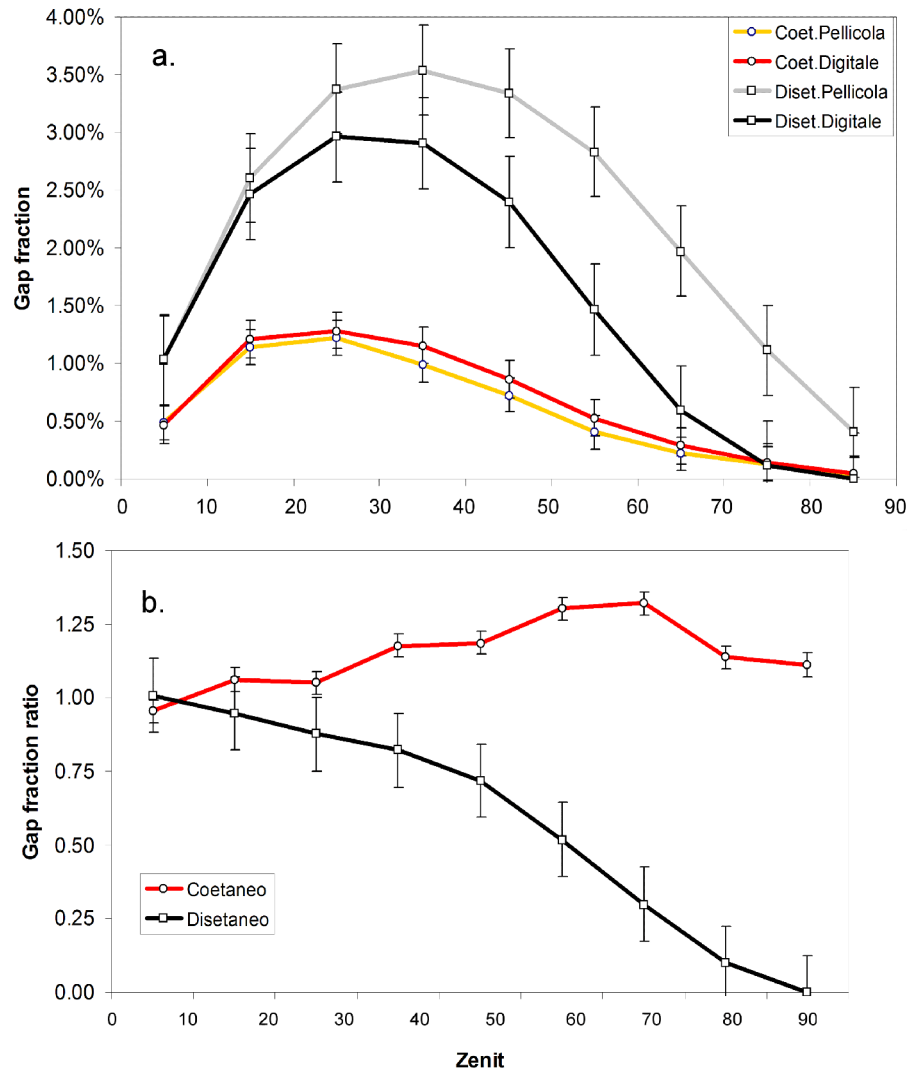 a.
Coet.Pellicola
Coet.Digitale
Diset.Pellicola
Diset.Digitale
Gap fraction
4.00%
3.50%
3.00%
2.50%
2.00%
1.50%
1.00%
0.50%
0.00%
0 10 20 30 40 50 60 70 80 90
b.
Gap fraction ratio
1.50
1.25
1.00
0.75
0.50
0.25
0.00
Coetaneo
Disetaneo
0 10 20 30 40 50 60 70 80 90
Zenit